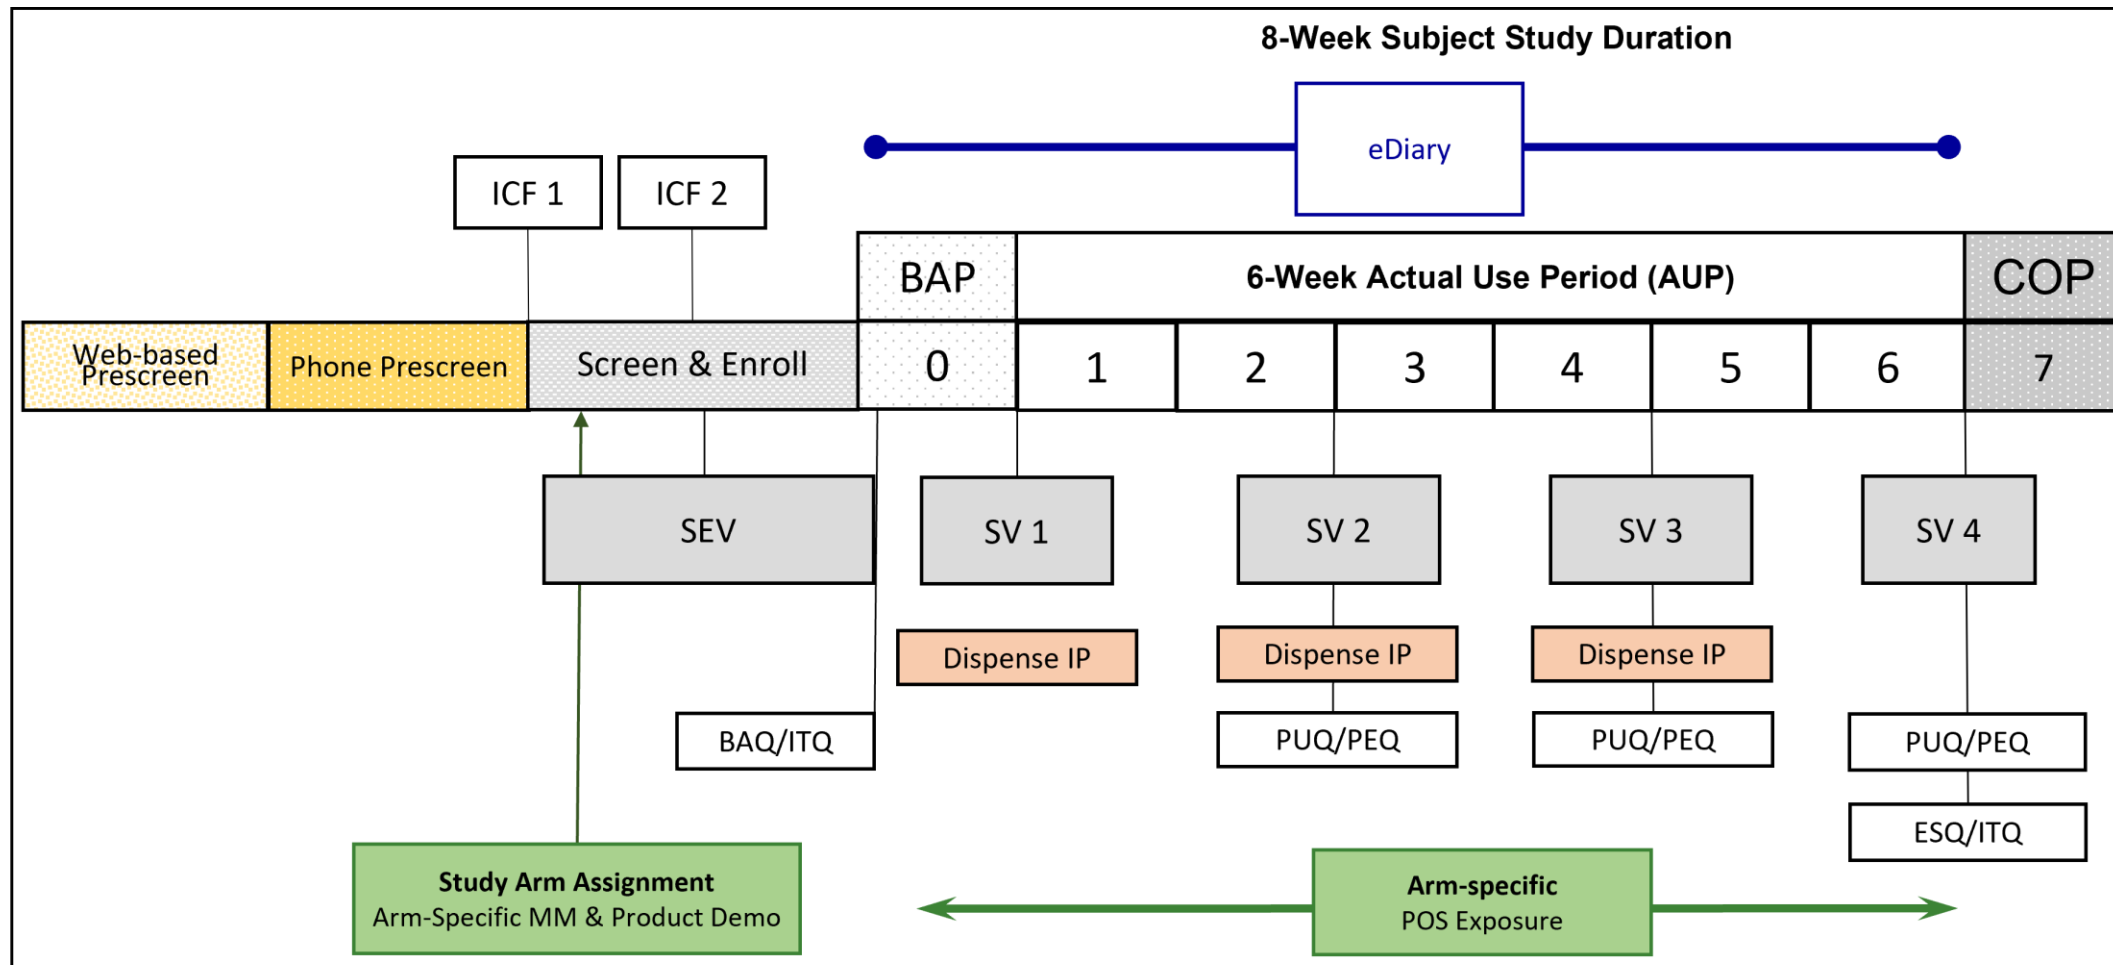 8-Week Subject Study Duration
eDiary
ICF 1
ICF 2
BAP
6-Week Actual Use Period (AUP)
COP
Web-based
Prescreen
Phone Prescreen
Screen & Enroll
0
1
2
3
4
5
6
7
SEV
SV 1
SV 2
SV 3
SV 4
Dispense IP
Dispense IP
Dispense IP
BAQ/ITQ
PUQ/PEQ
PUQ/PEQ
PUQ/PEQ
ESQ/ITQ
Study Arm Assignment
Arm-Specific MM & Product Demo
Arm-specific
POS Exposure